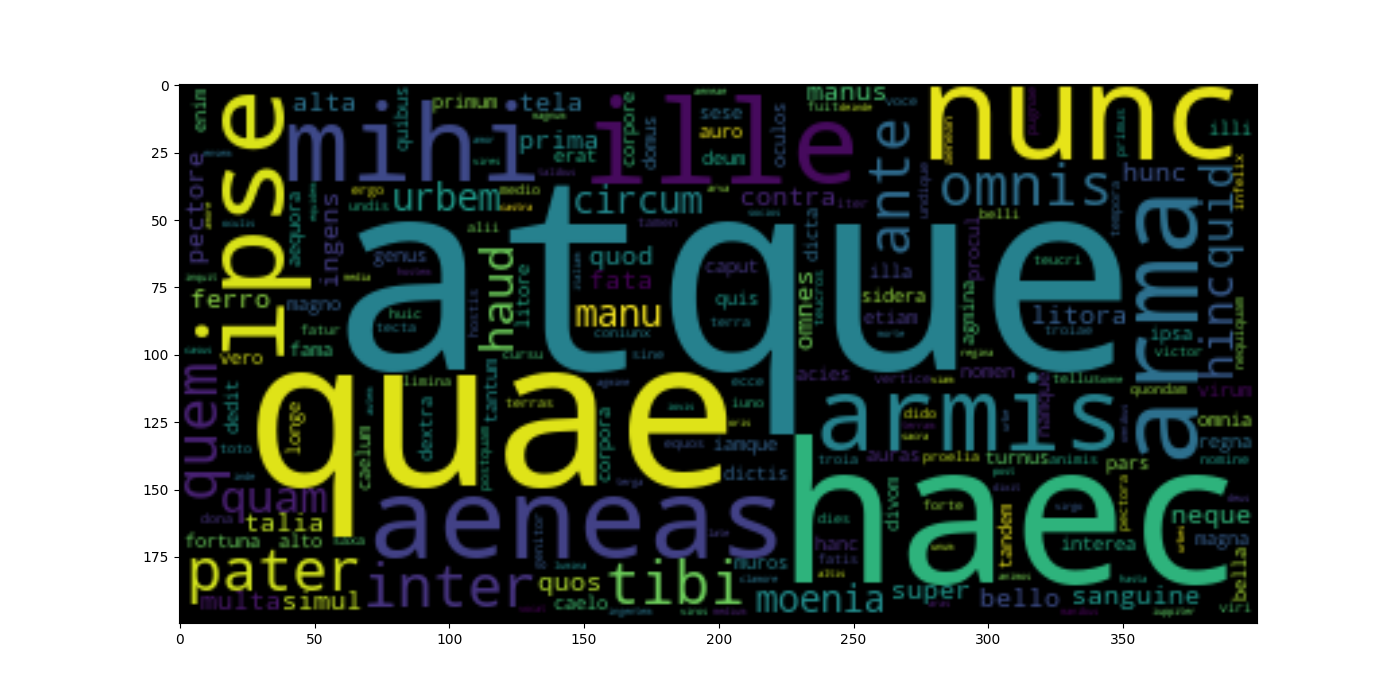 0
25
50
75
100
125
150
175
0 50 100 150 200 250 300 350
enim
ipse
alta
quibus
primum
tela
manus
fuit
voce
nunc
illi
mihi
prima
erat
corpore
domus
ille
sese
auro
deum
oculos
ante
primus
hunc
infelix
pectore
aequora
ingens
ergo
undis
urbem
medio
circum
contra
iter
omnis
belli
undique
tempora
hincquid
arma
alii
tamen
dicta
atque
genus
haud
litore
quod
fata
caput
illa
procul
teucri
ferro
magno
huic
tecta
hostis
manu
coniunx
quis
terra
omnes
teucros
sidera
etiam
agmina
litora
troiae
ipsa
victor
nequiquam
fatur
fama
vero
cursu
sine
regina
quem
dedit
limina
tantum
acies
vertice
nomen
tellus
quondam
virum
quae
longe
dextra
terras
corpora
ecce
iuno
armis
dido
namque
omnia
regna
nomine
toto
caelum
postquam
equos
iamque
dictis
troia
auras
proelia
turnus
animis
pars
quam
talia
dona
aeneas
haec
dies
divom
forte
tandem
pectora
neque
magna
fortuna
alto
genitor
muros
hanc
fatis
interea
pater
inter
quos
tibi
multa
simul
caelo
moenia
super
bello
sanguine
bella
viri